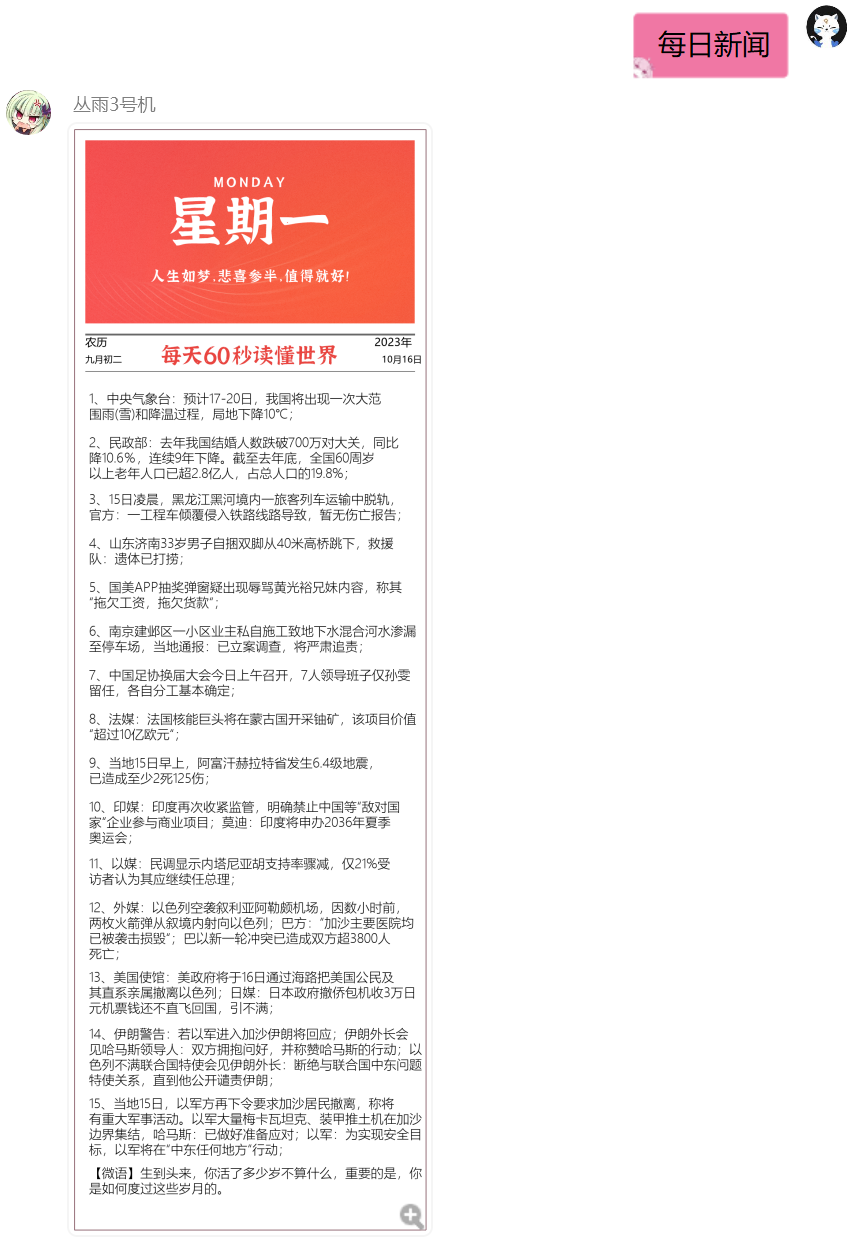 每日新闻
丛雨3号机
MONDAY
星期一
人生如梦,悲喜参半,值得就好!
农历
2023年
九月初二
每天60秒读懂世界
10月16日
1、中央气象台：预计17-20日，我国将出现一次大范
围雨(雪)和降温过程，局地下降10℃；
2、民政部：去年我国结婚人数跌破700万对大关，同比
降10.6%，连续9年下降。截至去年底，全国60周岁
以上老年人口已超2.8亿人，占总人口的19.8%；
3、15日凌晨，黑龙江黑河境内一旅客列车运输中脱轨，
官方：一工程车倾覆侵入铁路线路导致，暂无伤亡报告；
4、山东济南33岁男子自捆双脚从40米高桥跳下，救援
队：遗体已打捞；
5、国美APP抽奖弹窗疑出现辱骂黄光裕兄妹内容，称其
“拖欠工资，拖欠货款”；
6、南京建邺区一小区业主私自施工致地下水混合河水渗漏
至停车场，当地通报：已立案调查，将严肃追责；
7、中国足协换届大会今日上午召开，7人领导班子仅孙雯
留任，各自分工基本确定；
8、法媒：法国核能巨头将在蒙古国开采铀矿，该项目价值
“超过10亿欧元”；
9、当地15日早上，阿富汗赫拉特省发生6.4级地震，
已造成至少2死125伤；
10、印媒：印度再次收紧监管，明确禁止中国等“敌对国
家”企业参与商业项目；莫迪：印度将申办2036年夏季
奥运会；
11、以媒：民调显示内塔尼亚胡支持率骤减，仅21%受
访者认为其应继续任总理；
12、外媒：以色列空袭叙利亚阿勒颇机场，因数小时前，
两枚火箭弹从叙境内射向以色列；巴方：“加沙主要医院均
已被袭击损毁”；巴以新一轮冲突已造成双方超3800人
死亡；
13、美国使馆：美政府将于16日通过海路把美国公民及
其直系亲属撤离以色列；日媒：日本政府撤侨包机收3万日
元机票钱还不直飞回国，引不满；
14、伊朗警告：若以军进入加沙伊朗将回应；伊朗外长会
见哈马斯领导人：双方拥抱问好，并称赞哈马斯的行动；以
色列不满联合国特使会见伊朗外长：断绝与联合国中东问题
特使关系，直到他公开谴责伊朗；
15、当地15日，以军方再下令要求加沙居民撤离，称将
有重大军事活动。以军大量梅卡瓦坦克、装甲推土机在加沙
边界集结，哈马斯：已做好准备应对；以军：为实现安全目
标，以军将在“中东任何地方”行动；
【微语】生到头来，你活了多少岁不算什么，重要的是，你
是如何度过这些岁月的。